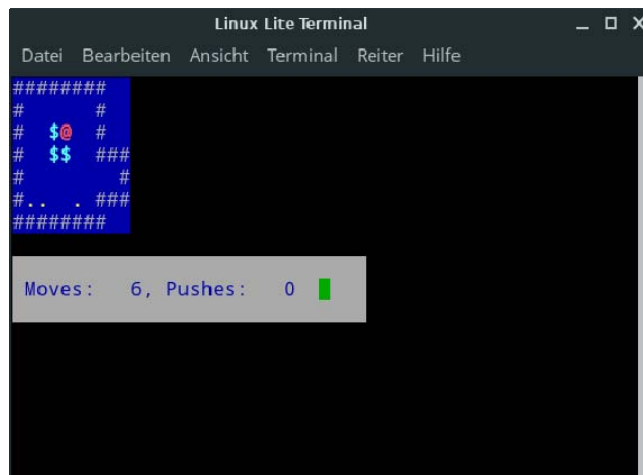 Linux Lite Terminal
Datei Bearbeiten Ansicht Terminal Reiter Hilfe
########
#      #
#  $@  #
#  $$  ###
#        #
#..  . ###
########
Moves:   6, Pushes:   0